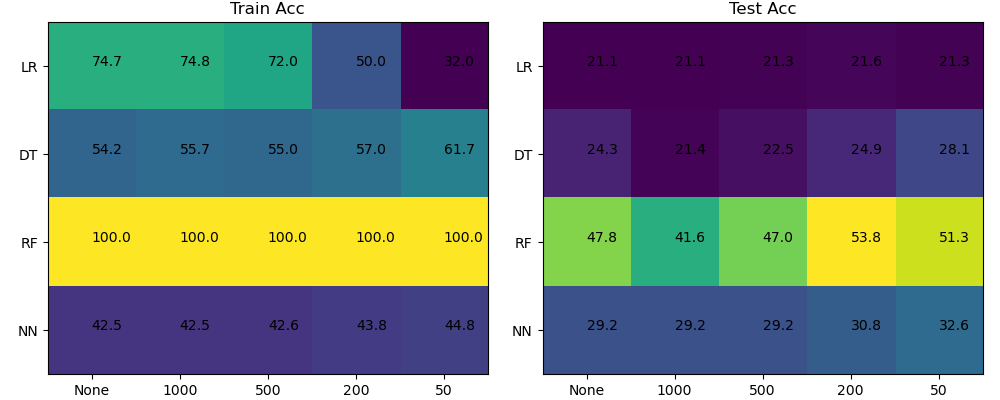 Train Acc
LR 74.7 74.8 72.0 50.0 32.0
DT 54.2 55.7 55.0 57.0 61.7
RF 100.0 100.0 100.0 100.0 100.0
NN 42.5 42.5 42.6 43.8 44.8
None 1000 500 200 50
Test Acc
LR 21.1 21.1 21.3 21.6 21.3
DT 24.3 21.4 22.5 24.9 28.1
RF 47.8 41.6 47.0 53.8 51.3
NN 29.2 29.2 29.2 30.8 32.6
None 1000 500 200 50